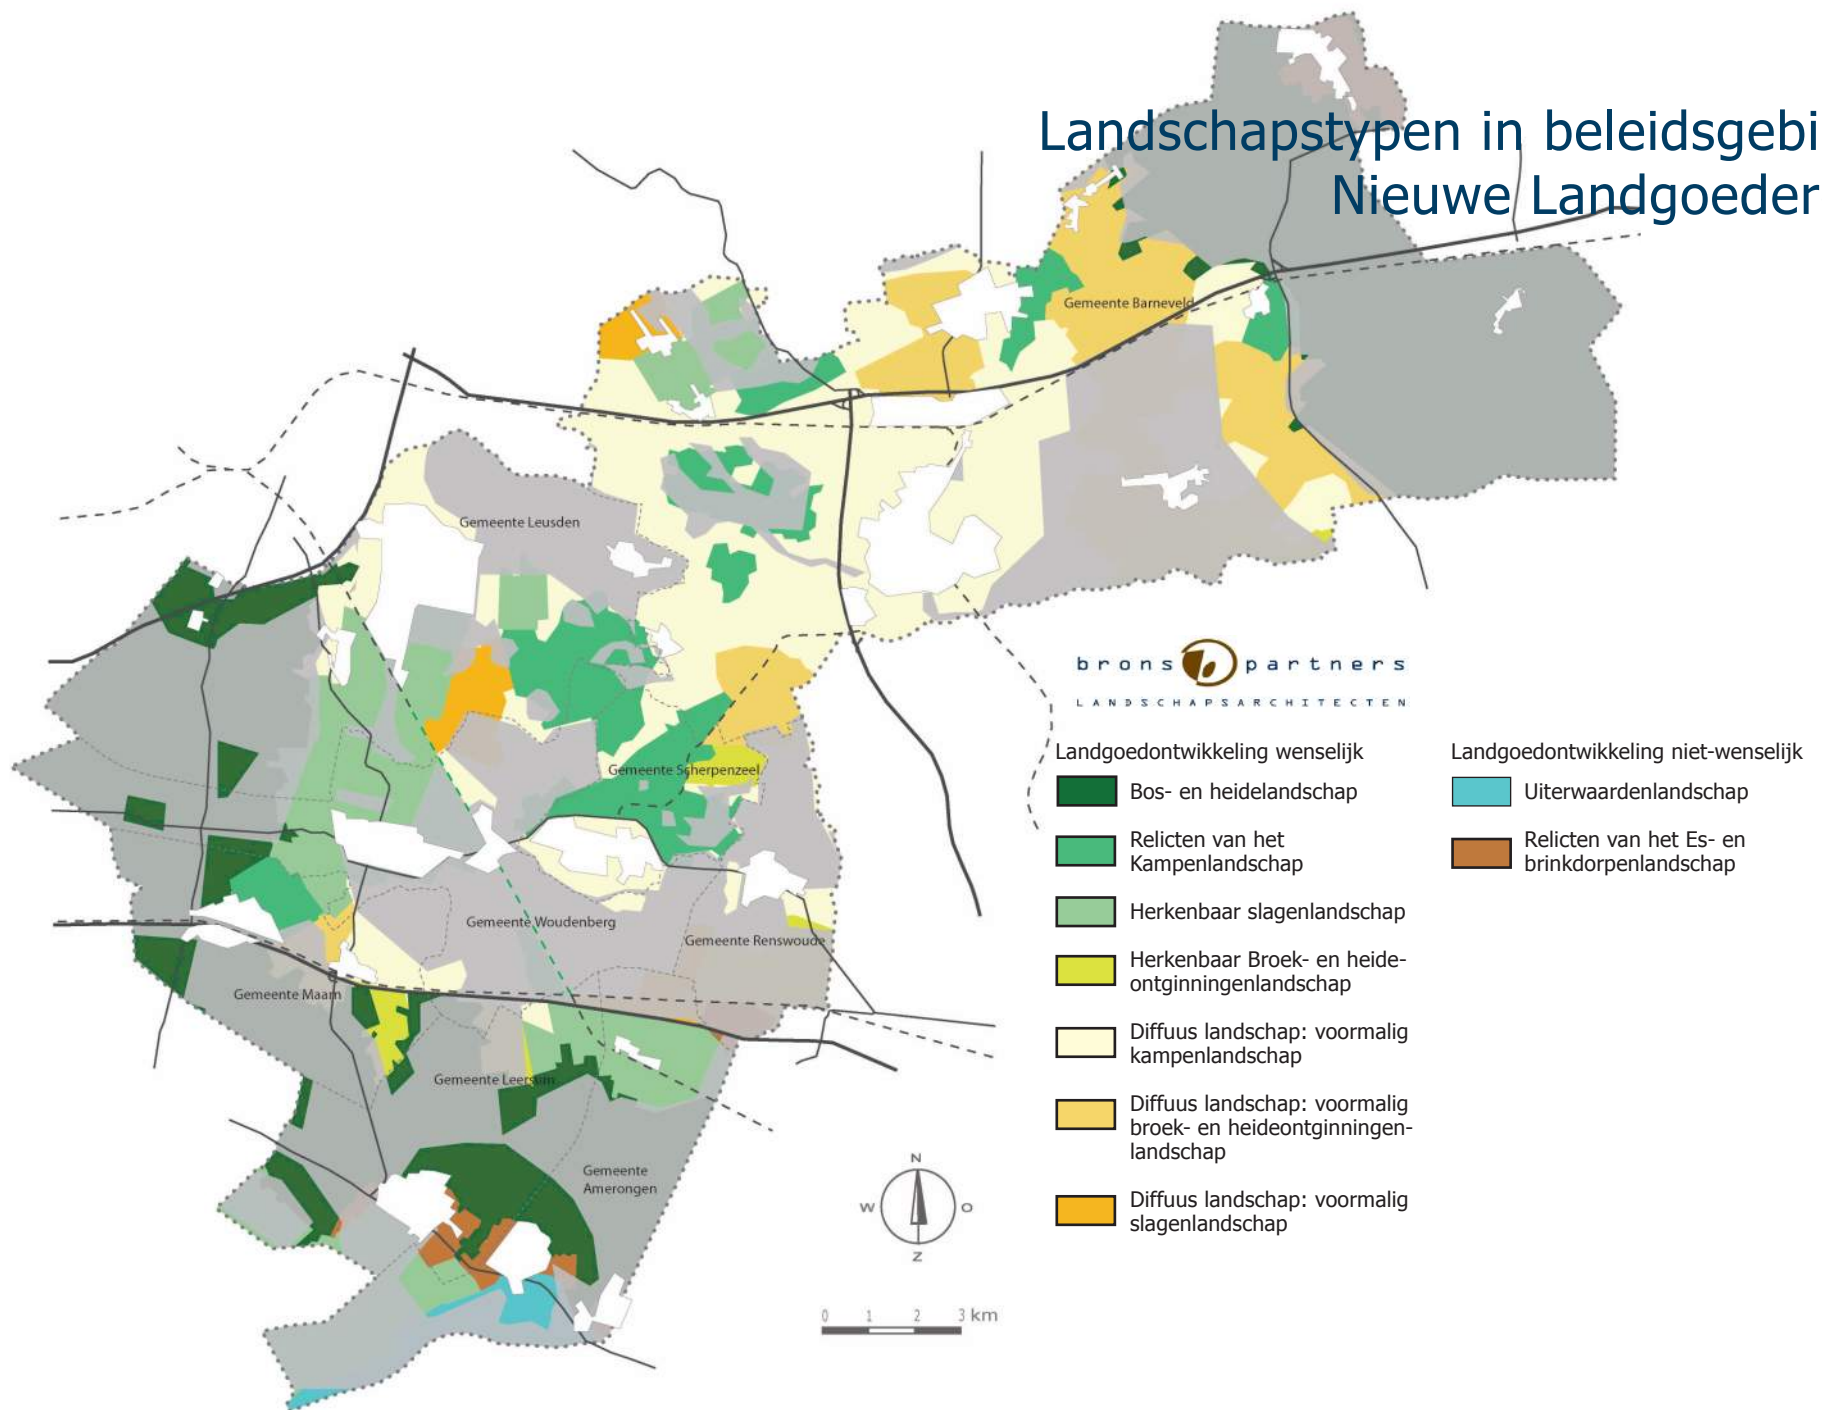 Landschapstypen in beleidsgebi
Nieuwe Landgoeder
Gemeente Barneveld
Gemeente Leusden
Gemeente Scherpenzeel
Gemeente Woudenberg
Gemeente Renswoude
Gemeente Maarn
Gemeente Leersum
Gemeente
Amerongen
brons partners
LANDSCHAPSARCHITECTEN
Landgoedontwikkeling wenselijk
Bos- en heidelandschap
Relicten van het
Kampenlandschap
Herkenbaar slagenlandschap
Herkenbaar Broek- en heide-
ontginningenlandschap
Diffuus landschap: voormalig
kampenlandschap
Diffuus landschap: voormalig
broek- en heideontginningen-
landschap
Diffuus landschap: voormalig
slagenlandschap
Landgoedontwikkeling niet-wenselijk
Uiterwaardenlandschap
Relicten van het Es- en
brinkdorpenlandschap
N
W O
Z
0 1 2 3 km